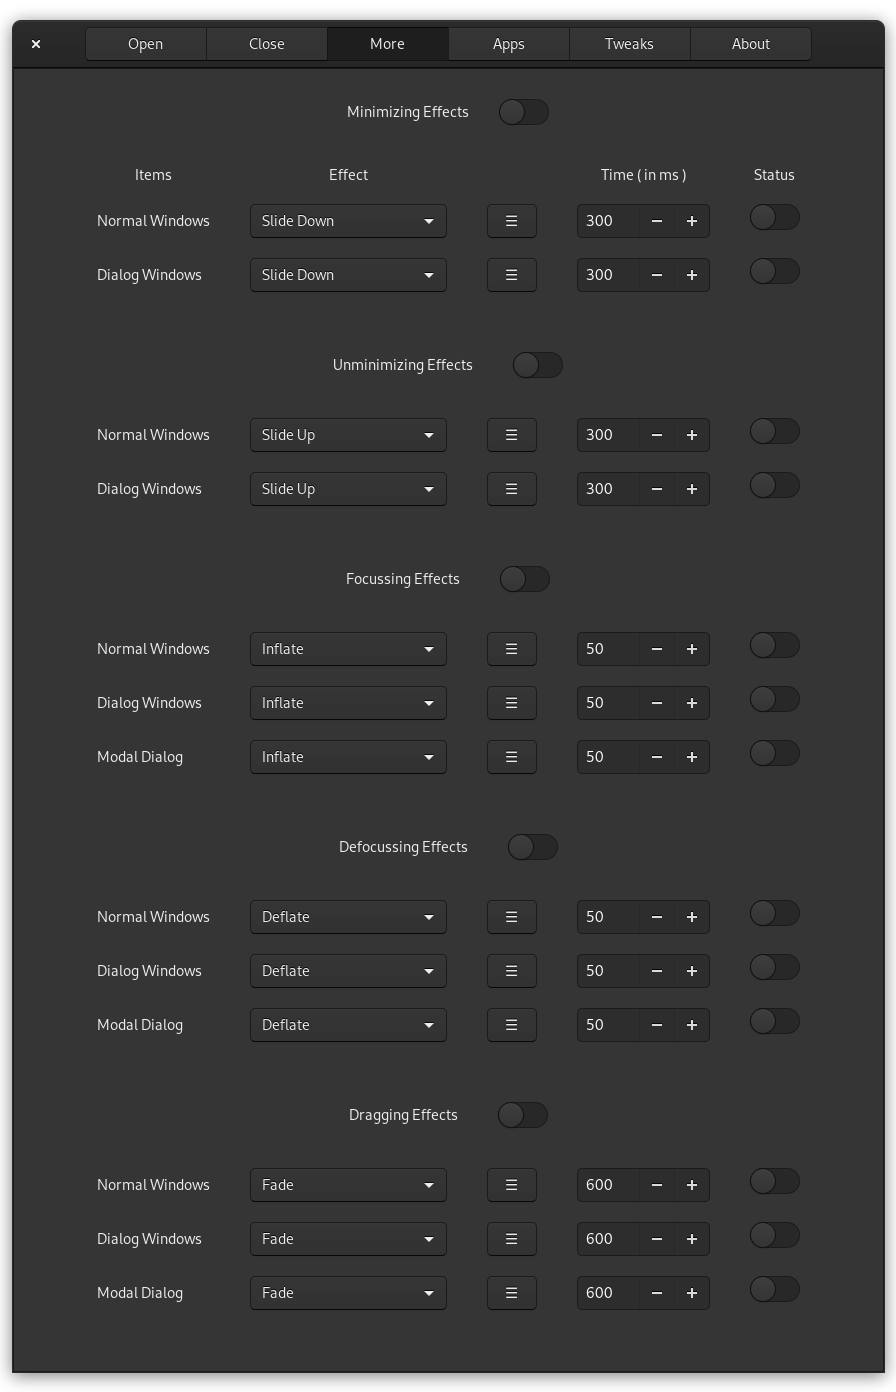 Open Close More Apps Tweaks About
Minimizing Effects
Items Effect Time ( in ms ) Status
Normal Windows Slide Down 300
Dialog Windows Slide Down 300
Unminimizing Effects
Normal Windows Slide Up 300
Dialog Windows Slide Up 300
Focussing Effects
Normal Windows Inflate 50
Dialog Windows Inflate 50
Modal Dialog Inflate 50
Defocussing Effects
Normal Windows Deflate 50
Dialog Windows Deflate 50
Modal Dialog Deflate 50
Dragging Effects
Normal Windows Fade 600
Dialog Windows Fade 600
Modal Dialog Fade 600